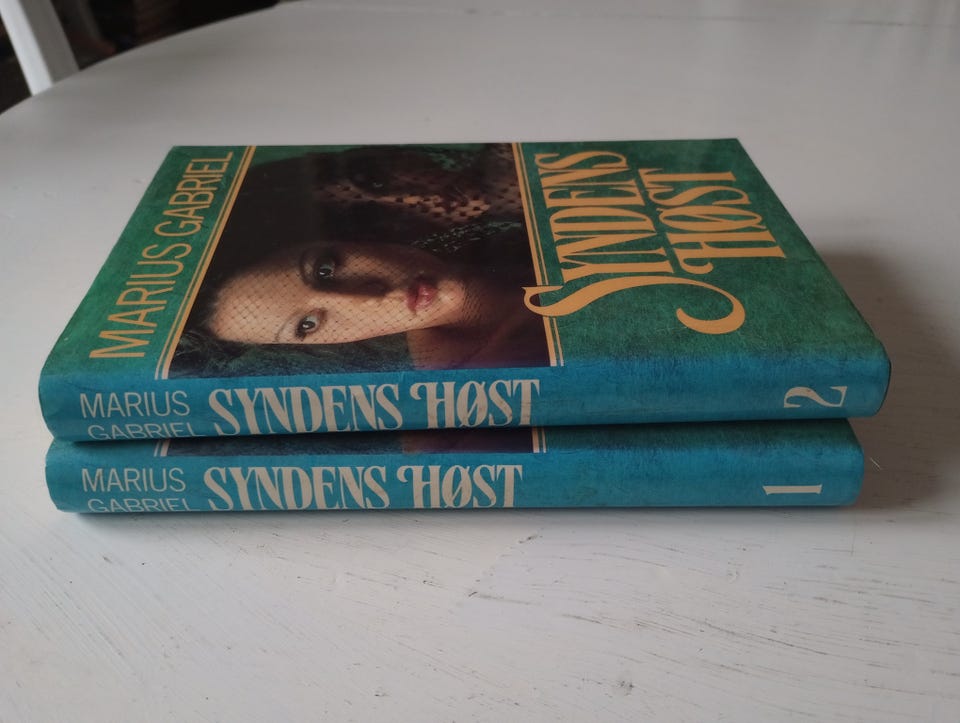 MARIUS GABRIEL
SYNDENS
HØST
MARIUS
GABRIEL
SYNDENS HØST
2
MARIUS
GABRIEL
SYNDENS HØST
1